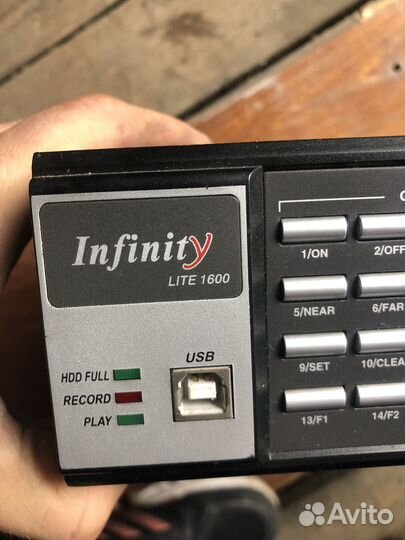 Infinity
LITE 1600
USB
HDD FULL
RECORD
PLAY
1/ON
2/OFF
5/NEAR
6/FAR
9/SET
10/CLEA
13/F1
14/F2
Avito